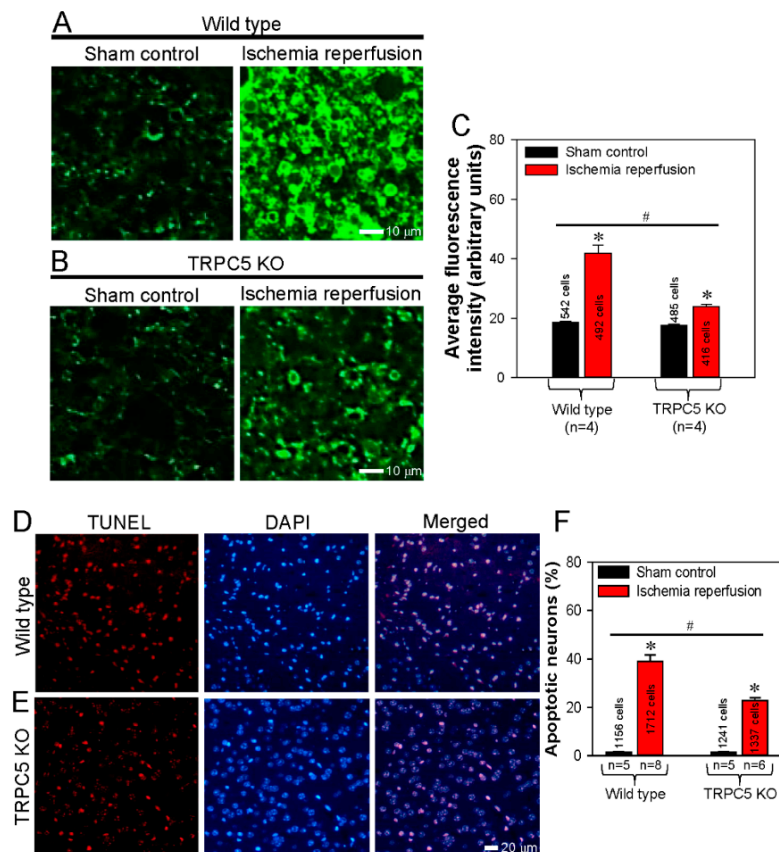 A
Wild type
Sham control
Ischemia reperfusion
10 μm
B
TRPC5 KO
Sham control
Ischemia reperfusion
10 μm
C
Average fluorescence
intensity (arbitrary units)
80
60
40
20
0
Sham control
Ischemia reperfusion
#
*
*
542 cells
492 cells
485 cells
416 cells
Wild type
(n=4)
TRPC5 KO
(n=4)
D
TUNEL
DAPI
Merged
Wild type
E
TRPC5 KO
20 μm
F
Apoptotic neurons (%)
80
60
40
20
0
Sham control
Ischemia reperfusion
#
*
*
1156 cells
1712 cells
1241 cells
1337 cells
n=5 n=8
n=5 n=6
Wild type
TRPC5 KO